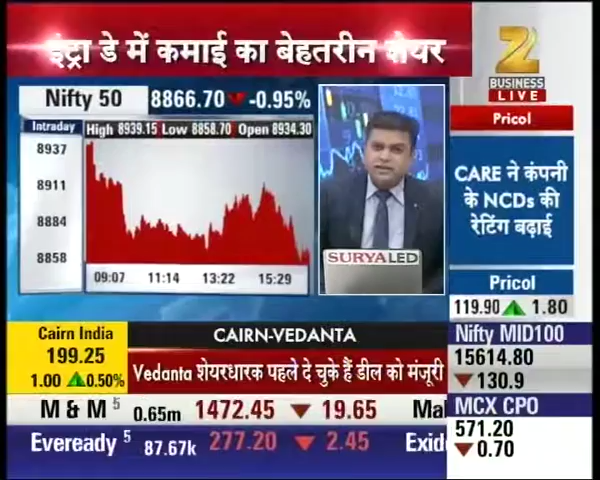 इंट्रा डे में कमाई का बेहतरीन शेयर
Z
BUSINESS
LIVE
Nifty 50 8866.70 -0.95%
Intraday High 8939.15 Low 8858.70 Open 8934.30
8937
8911
8884
8858
09:07 11:14 13:22 15:29
SURYA LED
Pricol
CARE ने कंपनी
के NCDs की
रेटिंग बढ़ाई
Pricol
119.90 1.80
Cairn India
199.25
1.00 0.50%
CAIRN-VEDANTA
Vedanta शेयरधारक पहले दे चुके हैं डील को मंजूरी
Nifty MID100
15614.80
130.9
M & M 5 0.65m 1472.45 19.65
Eveready 5 87.67k 277.20 2.45 Exid
MCX CPO
571.20
0.70